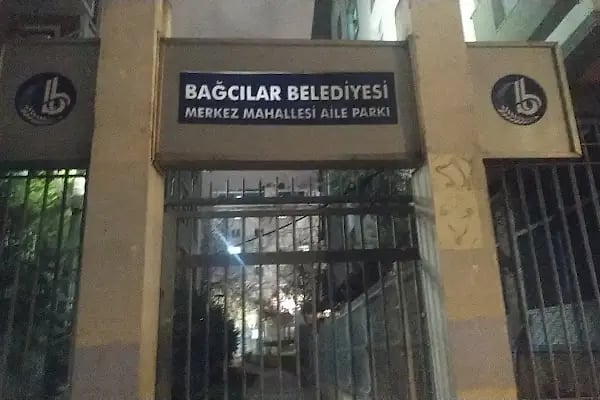 BAĞCILAR BELEDİYESİ
MERKEZ MAHALLESİ AİLE PARKI